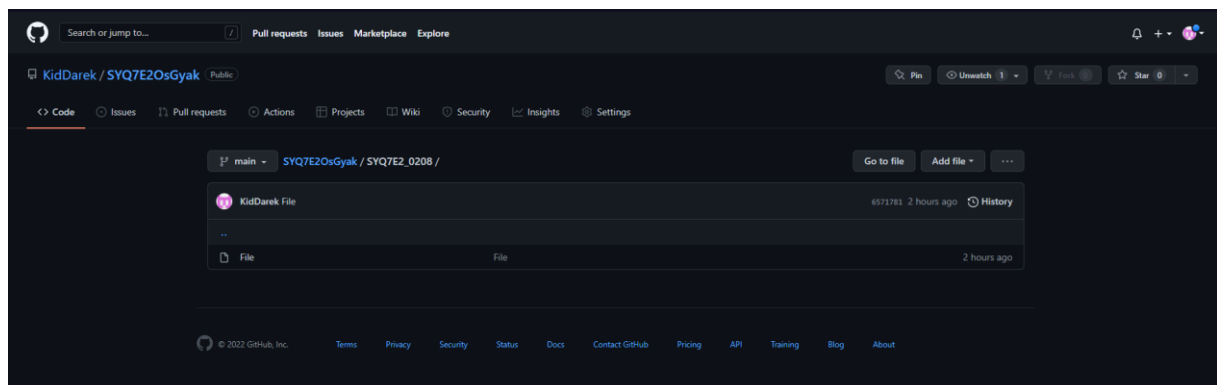 Search or jump to... / Pull requests Issues Marketplace Explore
KidDarek / SYQ7E2OsGyak Public Pin Unwatch 1 Fork 0 Star 0
<> Code Issues Pull requests Actions Projects Wiki Security Insights Settings
main SYQ7E2OsGyak / SYQ7E2_0208 / Go to file Add file ...
KidDarek File 6571781 2 hours ago History
..
File File 2 hours ago
© 2022 GitHub, Inc. Terms Privacy Security Status Docs Contact GitHub Pricing API Training Blog About